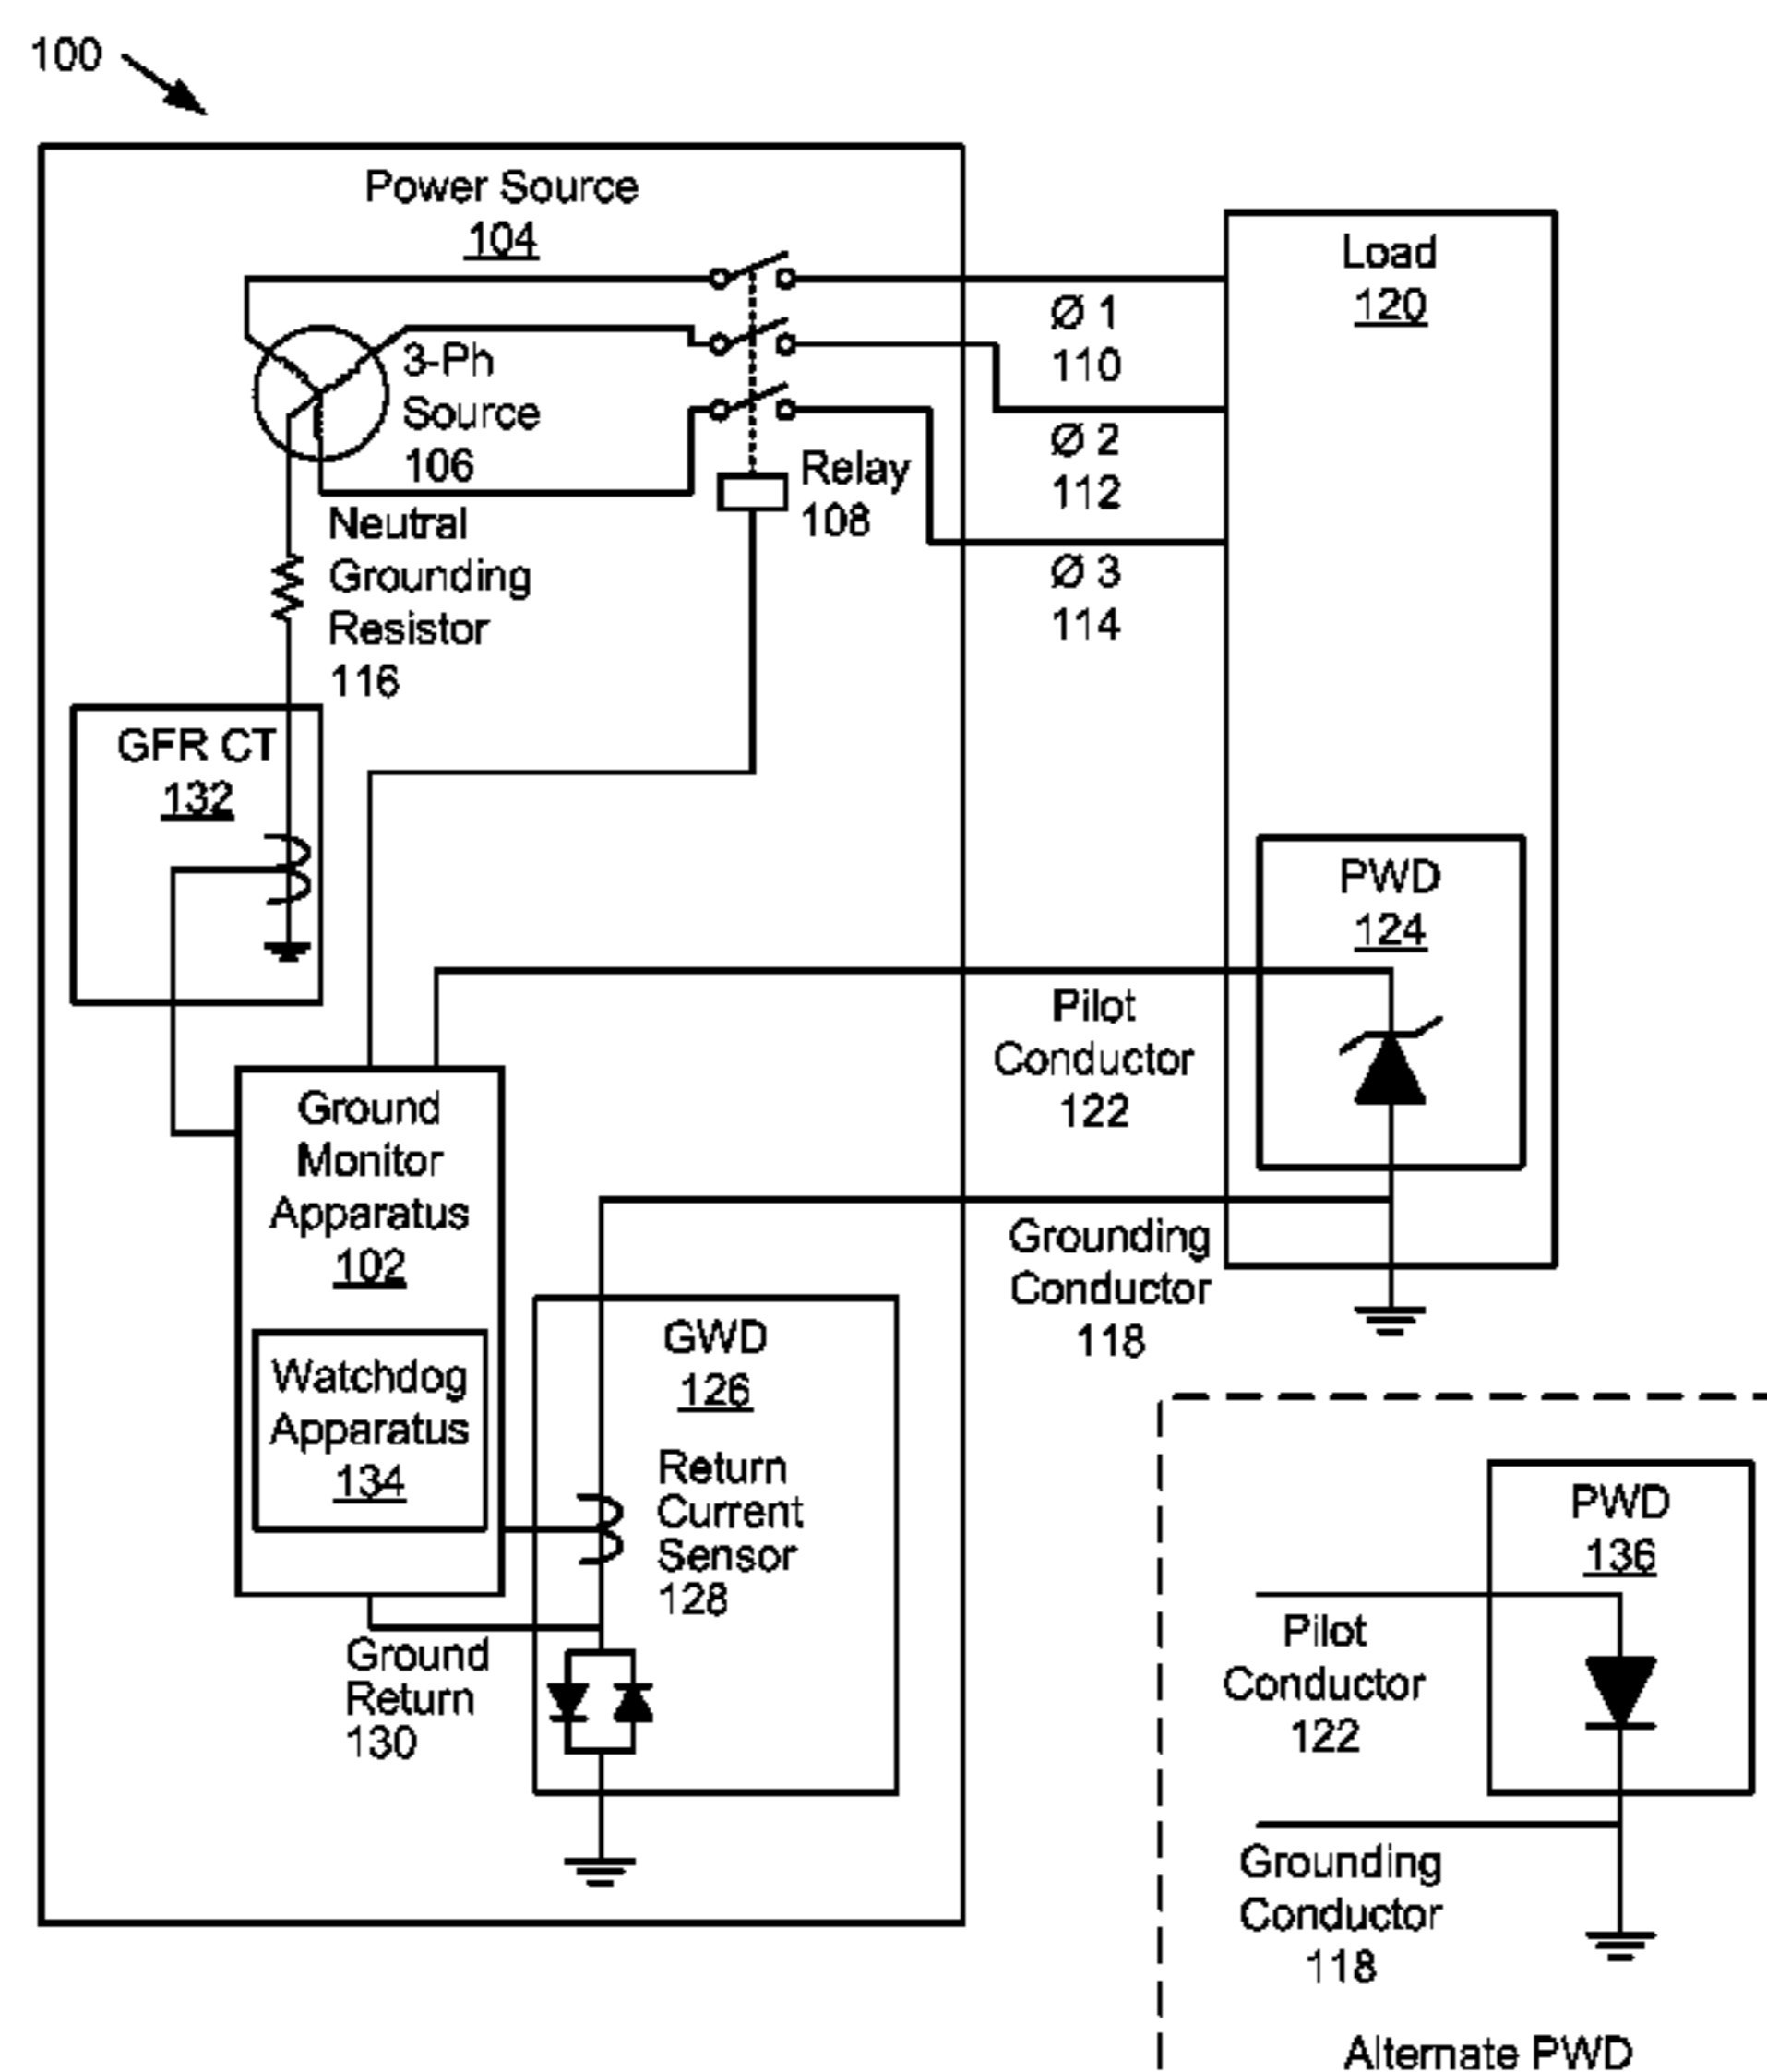 100
Power Source
104
3-Ph
Source
106
Relay
108
Ø 1
110
Ø 2
112
Ø 3
114
Load
120
Neutral
Grounding
Resistor
116
GFR CT
132
PWD
124
Pilot
Conductor
122
Ground
Monitor
Apparatus
102
Grounding
Conductor
118
Watchdog
Apparatus
134
GWD
126
Return
Current
Sensor
128
Ground
Return
130
PWD
136
Pilot
Conductor
122
Grounding
Conductor
118
Alternate PWD